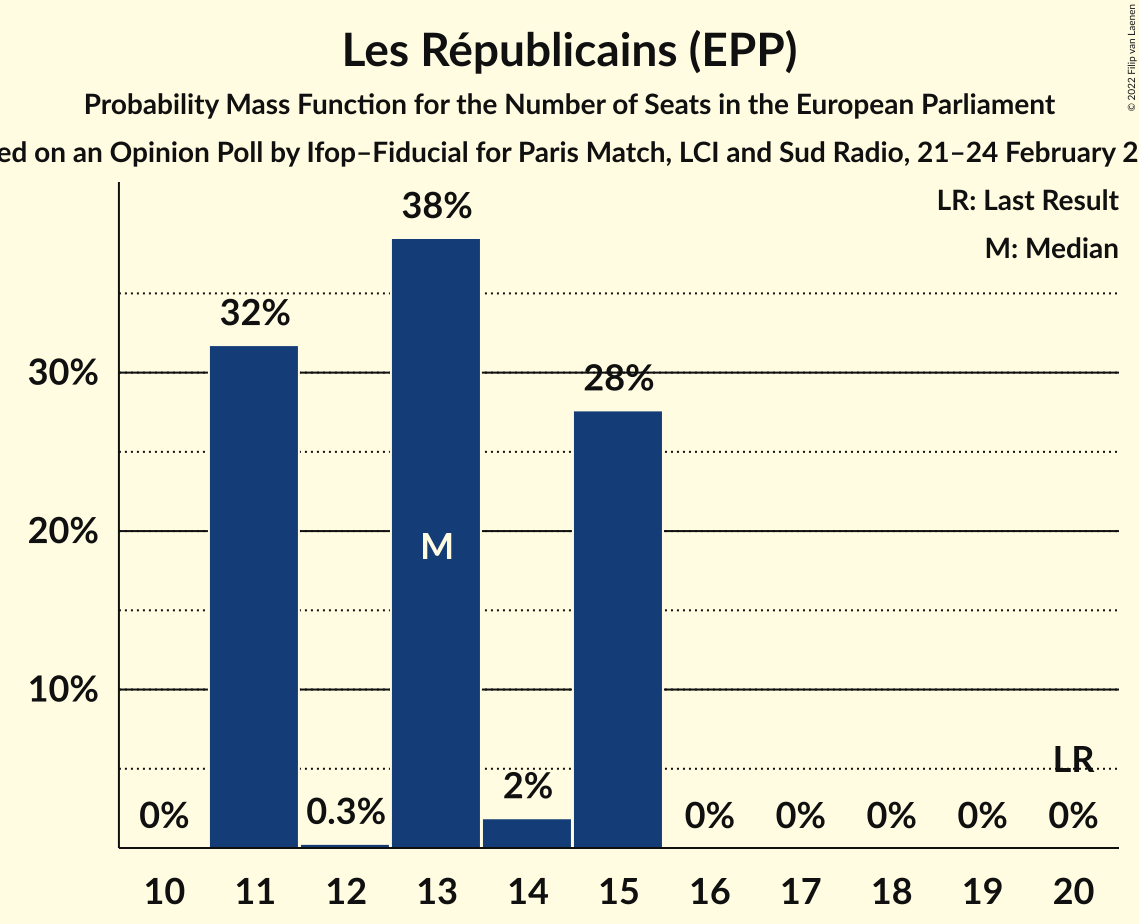 Les Républicains (EPP)
Probability Mass Function for the Number of Seats in the European Parliament
ed on an Opinion Poll by Ifop–Fiducial for Paris Match, LCI and Sud Radio, 21–24 February 2
© 2022 Filip van Laenen
LR: Last Result
M: Median
38%
32%
30%
28%
20%
M
10%
LR
2%
0.3%
0%
0%
0%
0%
0%
0%
10 11 12 13 14 15 16 17 18 19 20